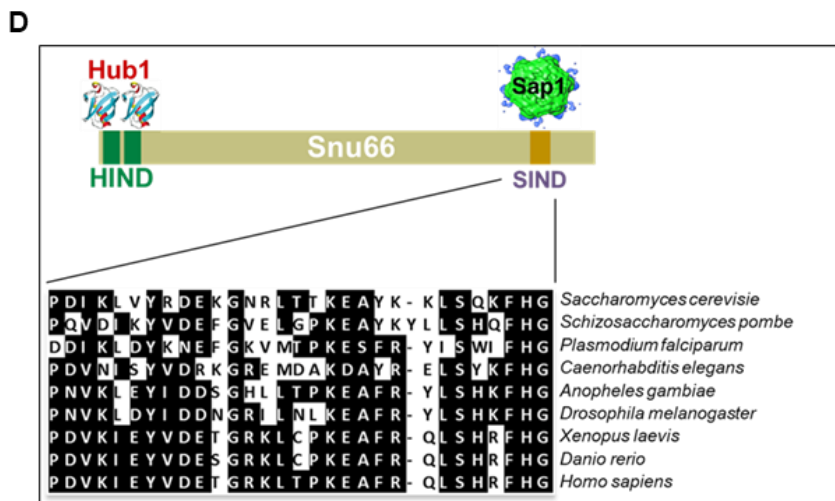 D
Hub1
Sap1
Snu66
HIND
SIND
PDIKLVYRDEKGNRLTTKEAYK-KLSQKFHG Saccharomyces cerevisie
PQVDIKYVDEFGVELGPKEAYKYLLSHQFHG Schizosaccharomyces pombe
DDIKLDYKNEFGKVMTPKESFR-YISWIFHG Plasmodium falciparum
PDVNISYVDRKGREMDAKDAYR-ELSYKFHG Caenorhabditis elegans
PNVKLEYIDDSGHLLTPKEAFR-YLSHKFHG Anopheles gambiae
PNVKLDYIDDNGRILNLKEAFR-YLSHKFHG Drosophila melanogaster
PDVKIEYVDETGRKLCPKEAFR-QLSHRFHG Xenopus laevis
PDVKIEYVDESGRKLCPKEAFR-QLSHRFHG Danio rerio
PDVKIEYVDETGRKLTPKEAFR-QLSHRFHG Homo sapiens